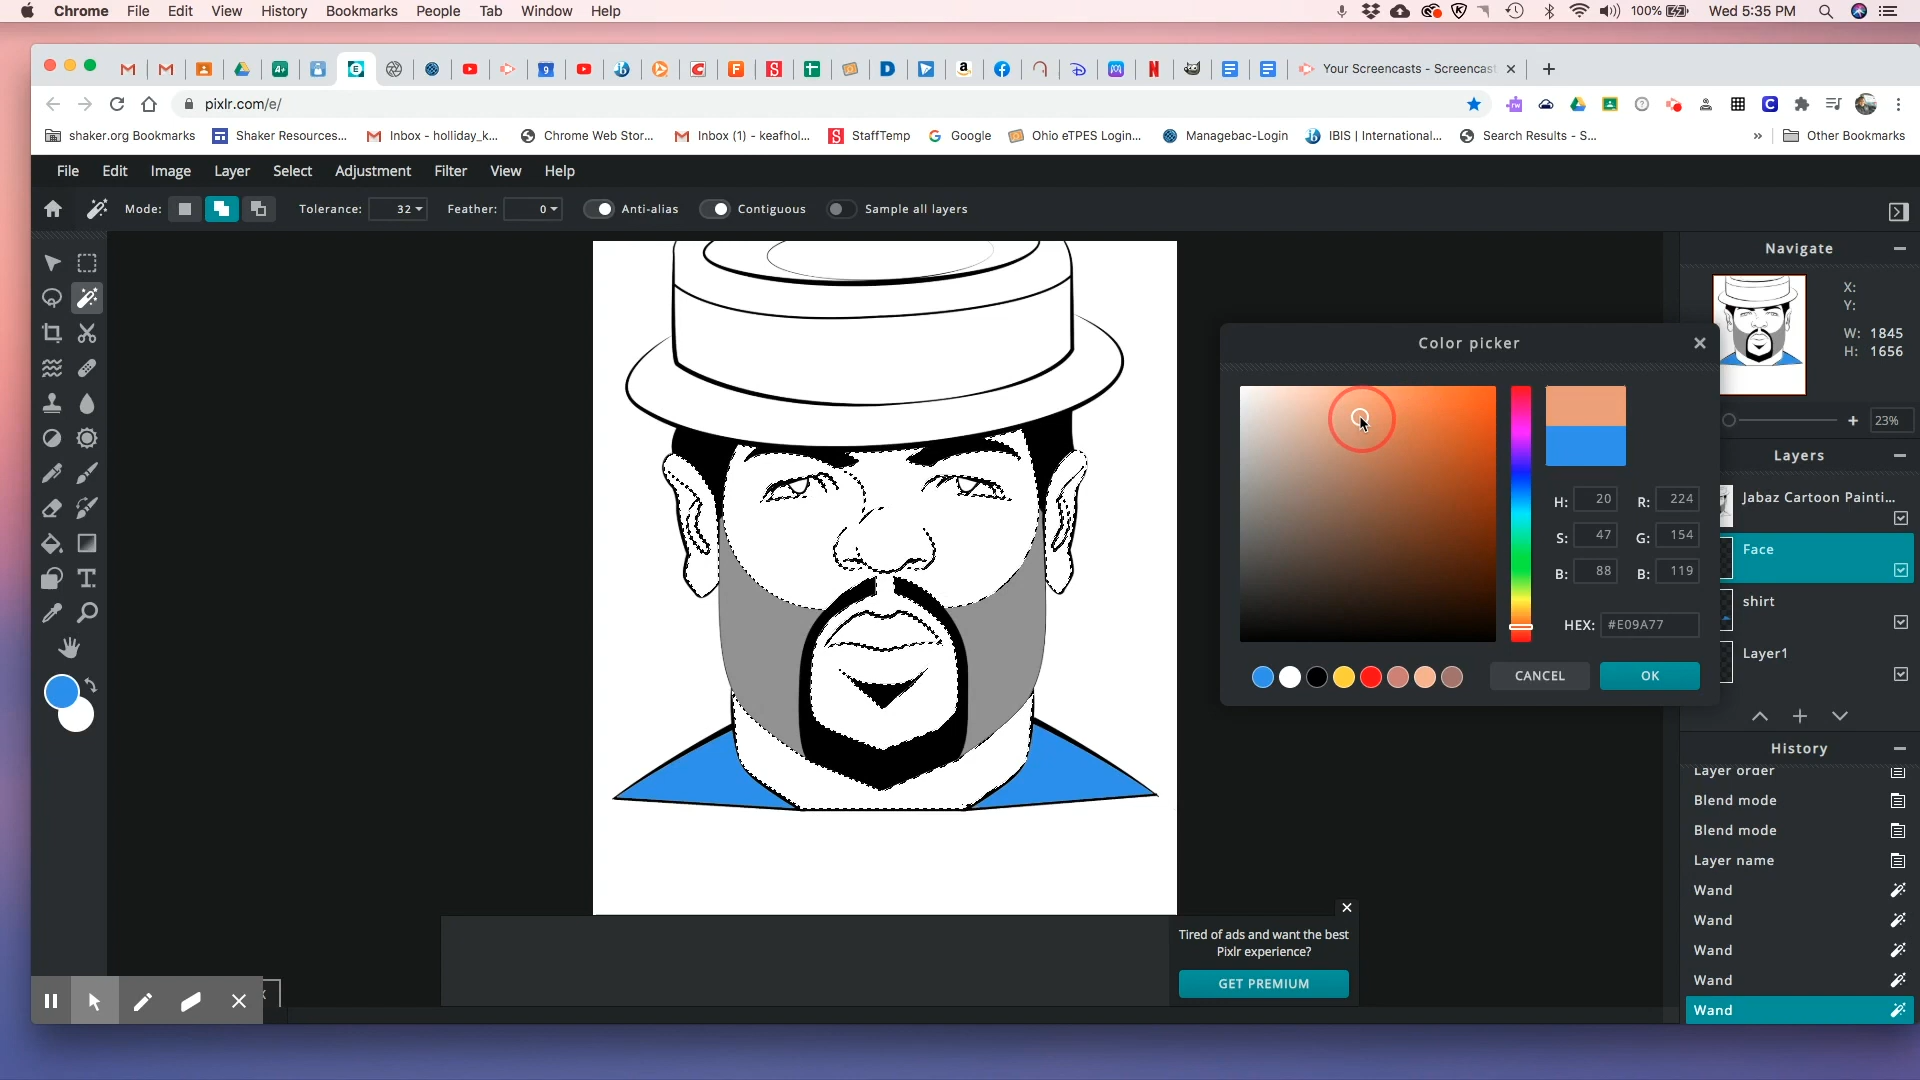 Chrome File Edit View History Bookmarks People Tab Window Help 100% Wed 5:35 PM
Your Screencasts - Screencast
pixlr.com/e/
shaker.org Bookmarks Shaker Resources... Inbox - holliday_k... Chrome Web Stor... Inbox (1) - keafhol... StaffTemp Google Ohio eTPES Login... Managebac-Login IBIS | International... Search Results - S... » Other Bookmarks
File Edit Image Layer Select Adjustment Filter View Help
Mode: Tolerance: 32 Feather: 0 Anti-alias Contiguous Sample all layers
Navigate
X:
Y:
W: 1845
H: 1656
23%
Color picker
H: 20 R: 224
S: 47 G: 154
B: 88 B: 119
HEX: #E09A77
CANCEL OK
Layers
Jabaz Cartoon Painti...
Face
shirt
Layer1
History
Layer order
Blend mode
Blend mode
Layer name
Wand
Wand
Wand
Wand
Wand
Tired of ads and want the best
Pixlr experience?
GET PREMIUM